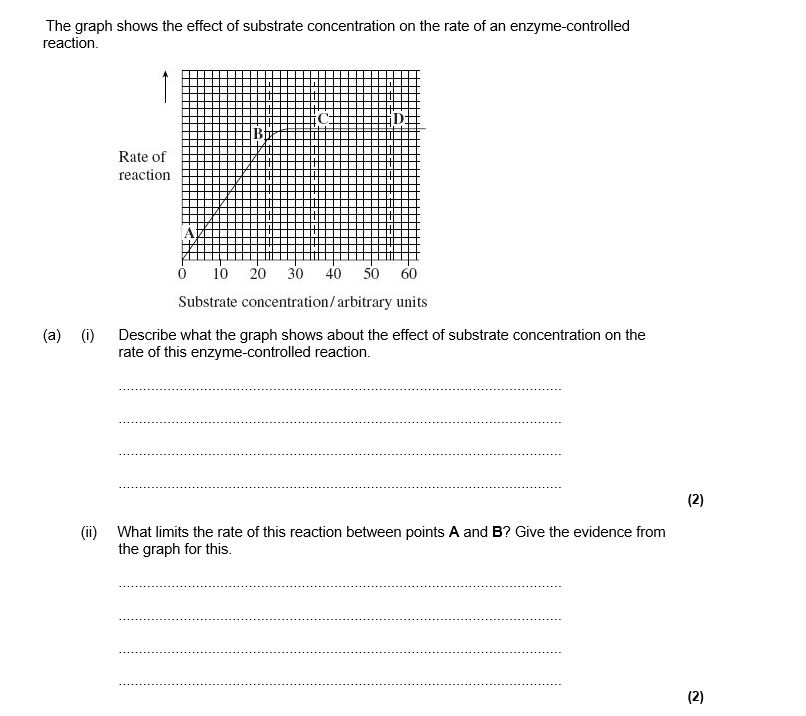 The graph shows the effect of substrate concentration on the rate of an enzyme-controlled
reaction.
C
D
B
Rate of
reaction
A
0 10 20 30 40 50 60
Substrate concentration/arbitrary units
(a) (i) Describe what the graph shows about the effect of substrate concentration on the
rate of this enzyme-controlled reaction.
........................................................................................................
........................................................................................................
........................................................................................................
........................................................................................................
(2)
(ii) What limits the rate of this reaction between points A and B? Give the evidence from
the graph for this.
........................................................................................................
........................................................................................................
........................................................................................................
........................................................................................................
(2)